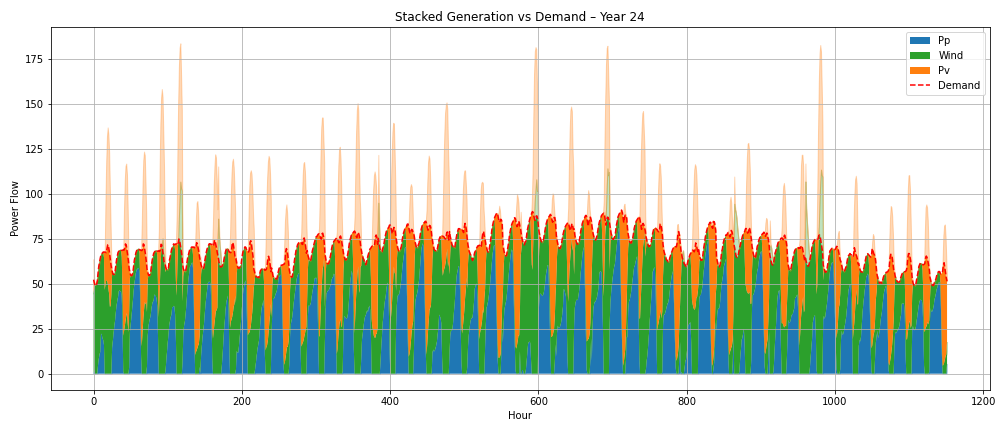 Stacked Generation vs Demand – Year 24
Pp
Wind
Pv
Demand
Power Flow
175
150
125
100
75
50
25
0
0 200 400 600 800 1000 1200
Hour